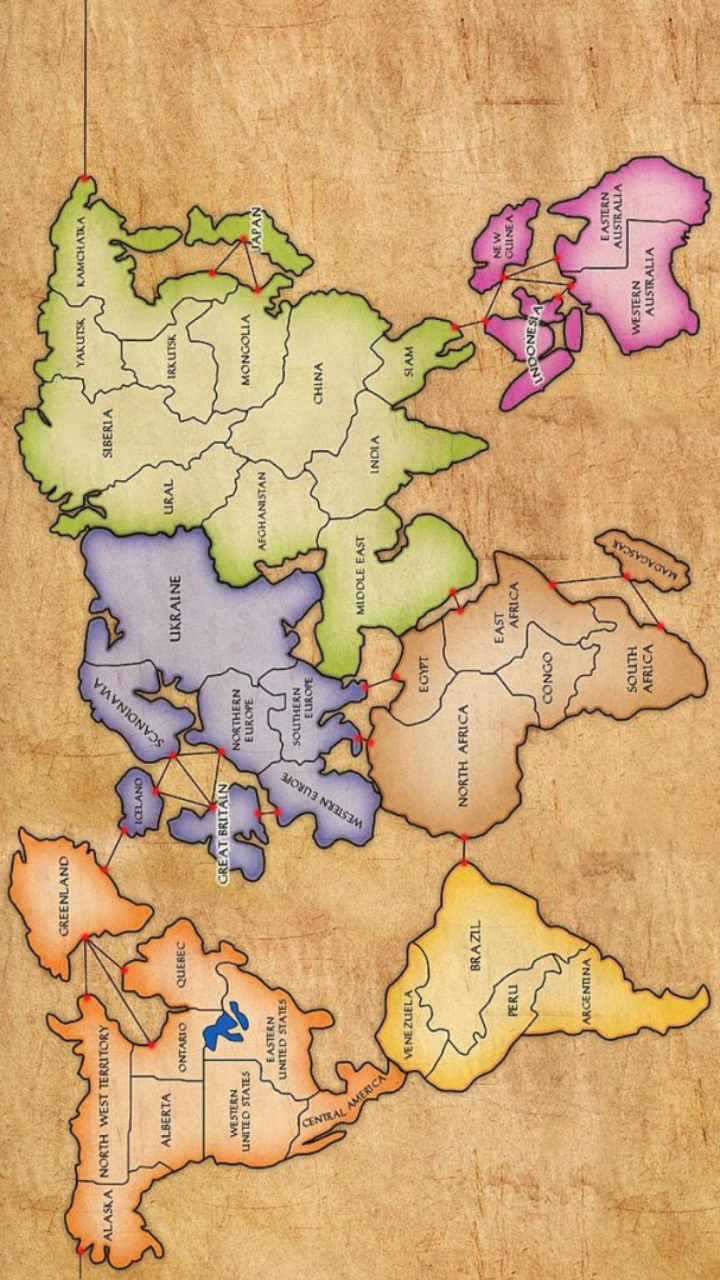 ALASKA
NORTH WEST TERRITORY
GREENLAND
ALBERTA
ONTARIO
QUEBEC
WESTERN
UNITED STATES
EASTERN
UNITED STATES
CENTRAL AMERICA
VENEZUELA
BRAZIL
PERU
ARGENTINA
ICELAND
SCANDINAVIA
UKRAINE
GREAT BRITAIN
NORTHERN
EUROPE
SOUTHERN
EUROPE
WESTERN EUROPE
NORTH AFRICA
EGYPT
EAST
AFRICA
CONGO
SOUTH
AFRICA
MADAGASCAR
URAL
SIBERIA
YAKUTSK
KAMCHATKA
IRKUTSK
MONGOLIA
JAPAN
AFGHANISTAN
CHINA
MIDDLE EAST
INDIA
SIAM
INDONESIA
NEW
GUINEA
WESTERN
AUSTRALIA
EASTERN
AUSTRALIA